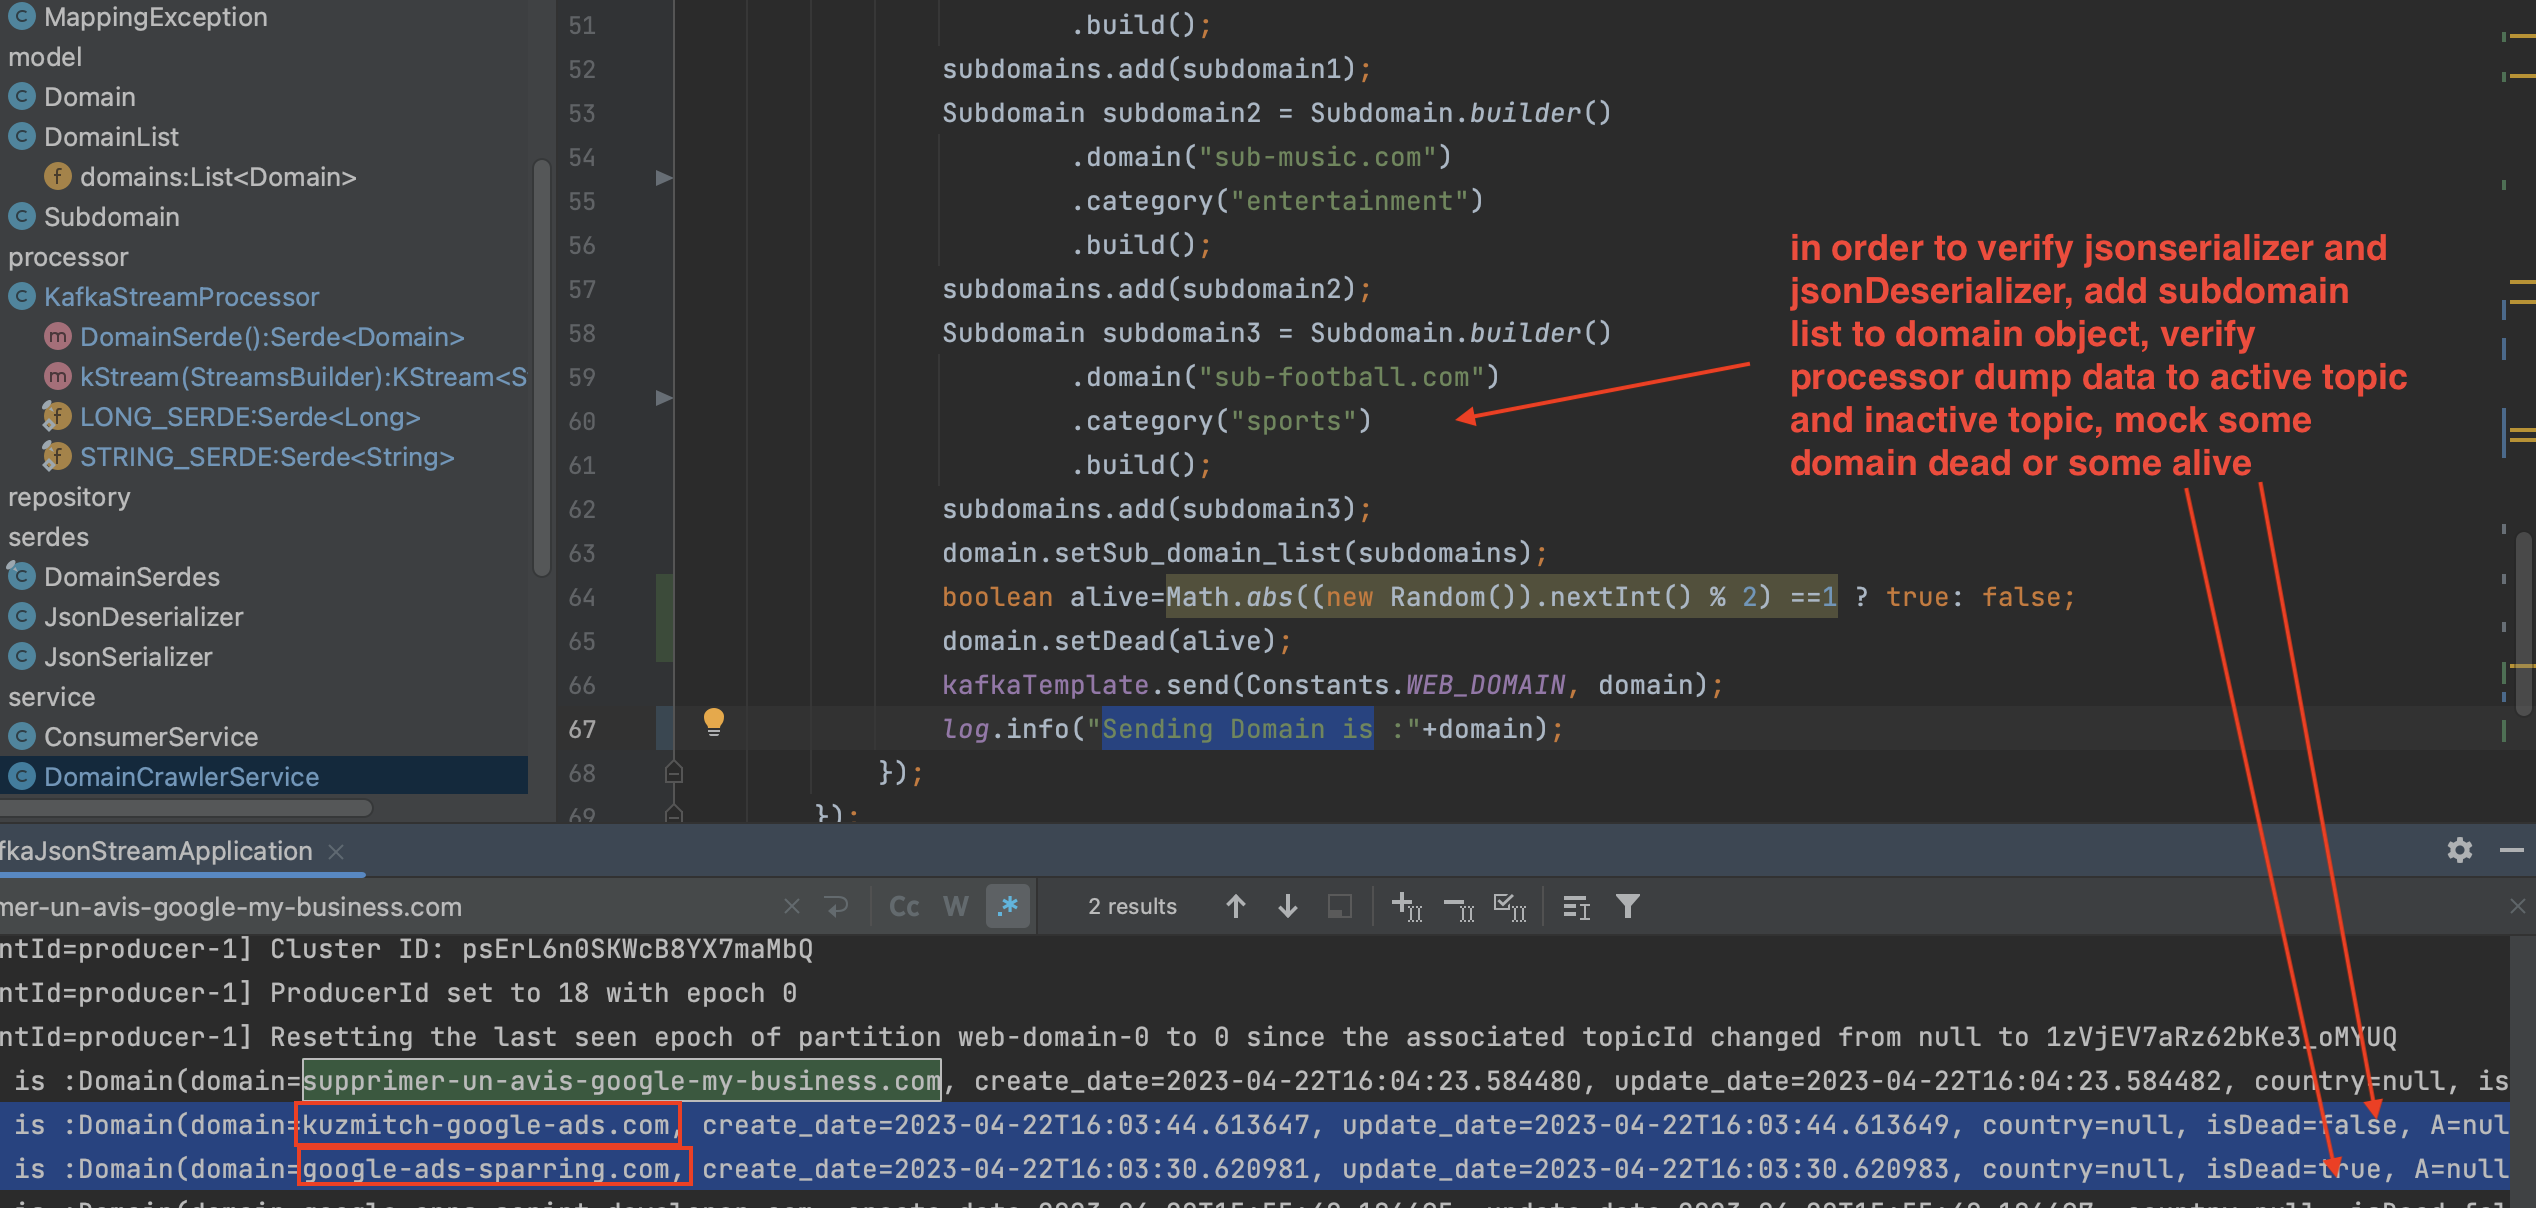 MappingException
model
Domain
DomainList
domains:List<Domain>
Subdomain
processor
KafkaStreamProcessor
DomainSerde():Serde<Domain>
kStream(StreamsBuilder):KStream<S
LONG_SERDE:Serde<Long>
STRING_SERDE:Serde<String>
repository
serdes
DomainSerdes
JsonDeserializer
JsonSerializer
service
ConsumerService
DomainCrawlerService
51 .build();
52 subdomains.add(subdomain1);
53 Subdomain subdomain2 = Subdomain.builder()
54 .domain("sub-music.com")
55 .category("entertainment")
56 .build();
57 subdomains.add(subdomain2);
58 Subdomain subdomain3 = Subdomain.builder()
59 .domain("sub-football.com")
60 .category("sports")
61 .build();
62 subdomains.add(subdomain3);
63 domain.setSub_domain_list(subdomains);
64 boolean alive=Math.abs((new Random()).nextInt() % 2) ==1 ? true: false;
65 domain.setDead(alive);
66 kafkaTemplate.send(Constants.WEB_DOMAIN, domain);
67 log.info("Sending Domain is :"+domain);
68 });
69 });
in order to verify jsonserializer and
jsonDeserializer, add subdomain
list to domain object, verify
processor dump data to active topic
and inactive topic, mock some
domain dead or some alive
fkaJsonStreamApplication
mer-un-avis-google-my-business.com
Cc W .* 2 results
ntId=producer-1] Cluster ID: psErL6n0SKWcB8YX7maMbQ
ntId=producer-1] ProducerId set to 18 with epoch 0
ntId=producer-1] Resetting the last seen epoch of partition web-domain-0 to 0 since the associated topicId changed from null to 1zVjEV7aRz62bKe3_oMYUQ
is :Domain(domain=supprimer-un-avis-google-my-business.com, create_date=2023-04-22T16:04:23.584480, update_date=2023-04-22T16:04:23.584482, country=null, is
is :Domain(domain=kuzmitch-google-ads.com, create_date=2023-04-22T16:03:44.613647, update_date=2023-04-22T16:03:44.613649, country=null, isDead=false, A=nul
is :Domain(domain=google-ads-sparring.com, create_date=2023-04-22T16:03:30.620981, update_date=2023-04-22T16:03:30.620983, country=null, isDead=true, A=null